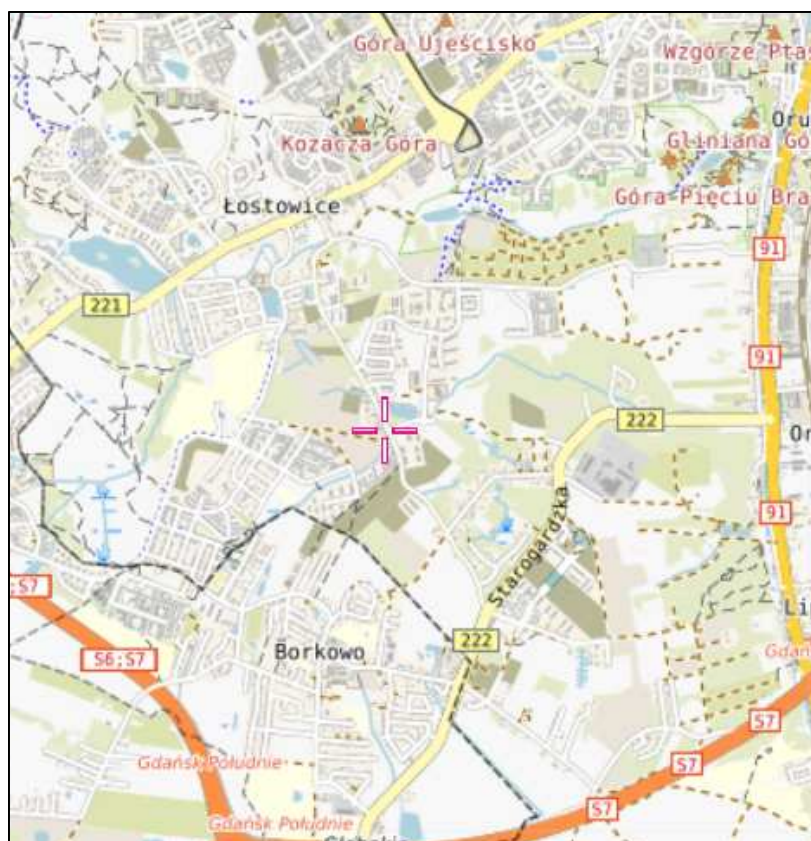 Góra Ujeścisko
Wzgórze Ptas
Oru
Kozacza Góra
Gliniana Gó
Góra Pięciu Bra
Łostowice
91
221
91
222
Or
91
Starogardzka
S7
Li
222
S6;S7
Borkowo
Gdań
S7
Gdańsk Południe
S7
S7
Gdańsk Południe